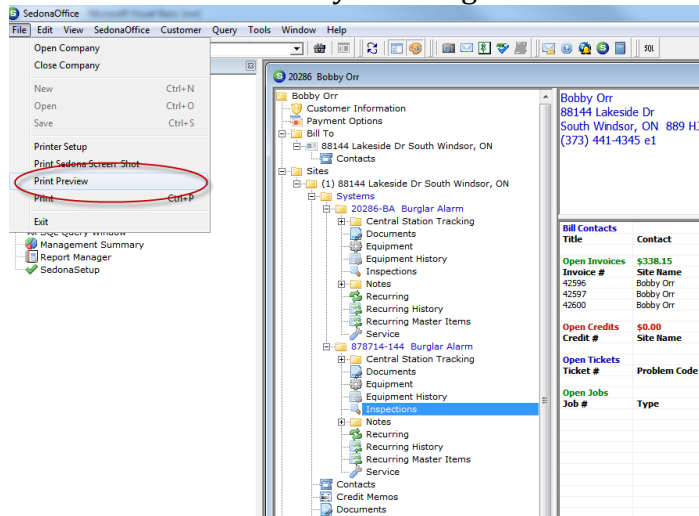 SedonaOffice
File Edit View SedonaOffice Customer Query Tools Window Help
Open Company
Close Company
New Ctrl+N
Open Ctrl+O
Save Ctrl+S
Printer Setup
Print Sedona Screen Shot
Print Preview
Print Ctrl+P
Exit
SQL Query Window
Management Summary
Report Manager
SedonaSetup
SQL
20286 Bobby Orr
Bobby Orr
Customer Information
Payment Options
Bill To
88144 Lakeside Dr South Windsor, ON
Contacts
Sites
(1) 88144 Lakeside Dr South Windsor, ON
Systems
20286-BA Burglar Alarm
Central Station Tracking
Documents
Equipment
Equipment History
Inspections
Notes
Recurring
Recurring History
Recurring Master Items
Service
878714-144 Burglar Alarm
Central Station Tracking
Documents
Equipment
Equipment History
Inspections
Notes
Recurring
Recurring History
Recurring Master Items
Service
Contacts
Credit Memos
Documents
Bobby Orr
88144 Lakeside Dr
South Windsor, ON 889 HJ
(373) 441-4345 e1
Bill Contacts
Title Contact
Open Invoices $338.15
Invoice # Site Name
42596 Bobby Orr
42597 Bobby Orr
42600 Bobby Orr
Open Credits $0.00
Credit # Site Name
Open Tickets
Ticket # Problem Code
Open Jobs
Job # Type